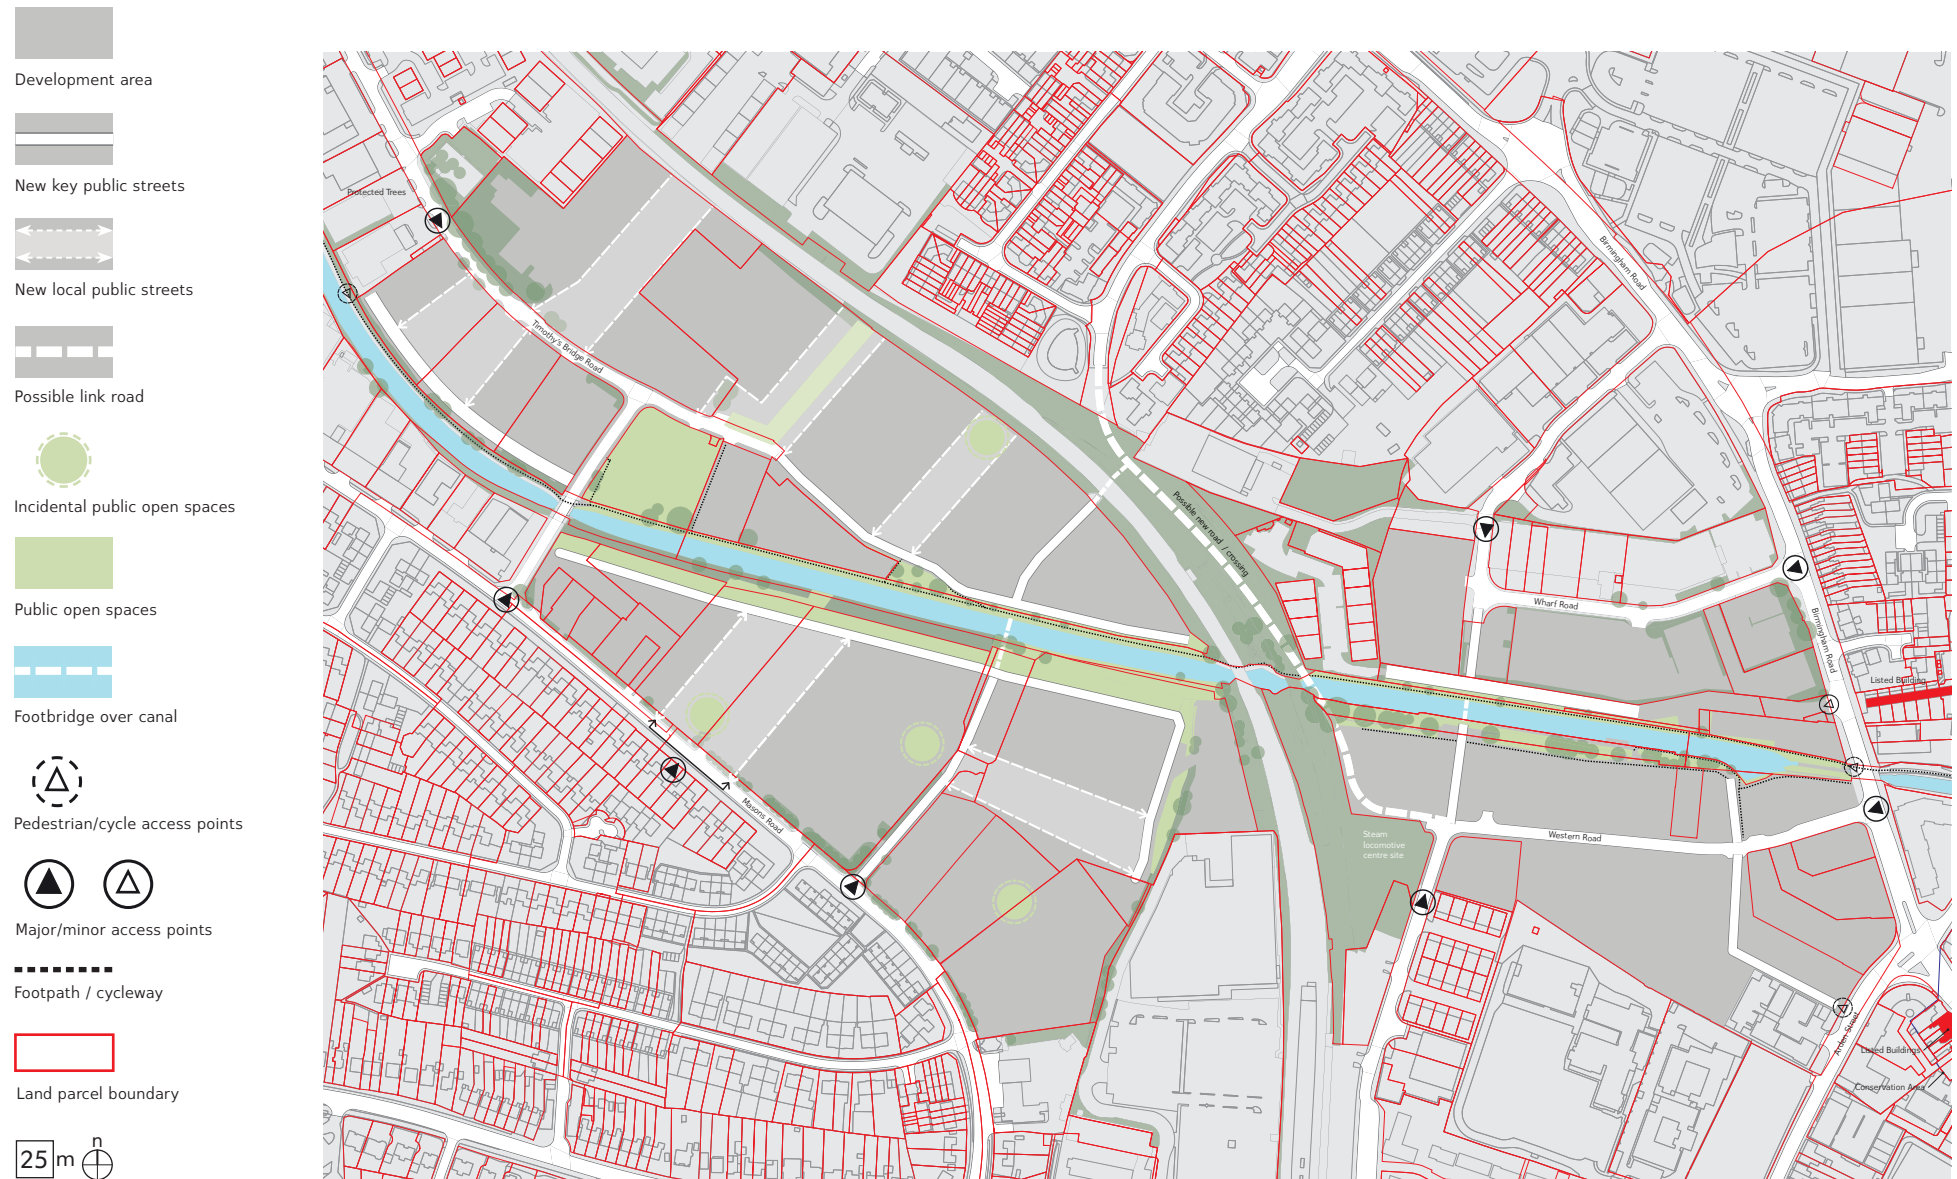 Development area
New key public streets
New local public streets
Possible link road
Incidental public open spaces
Public open spaces
Footbridge over canal
Pedestrian/cycle access points
Major/minor access points
Footpath / cycleway
Land parcel boundary
25 m n
Protected Trees
Timothy's Bridge Road
Birmingham Road
Possible new road / crossing
Wharf Road
Birmingham Road
Listed Building
Masons Road
Steam
locomotive
centre site
Western Road
Arden Street
Listed Buildings
Conservation Area